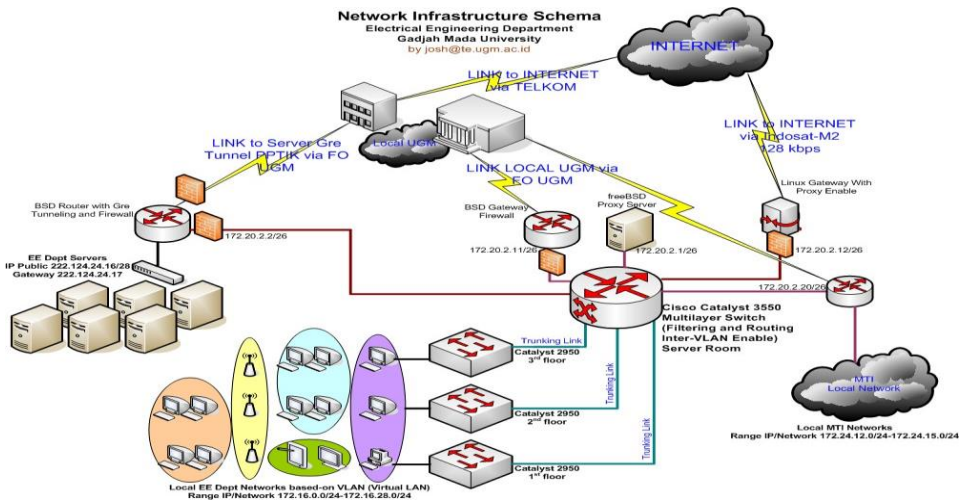 Network Infrastructure Schema
Electrical Engineering Department
Gadjah Mada University
by josh@te.ugm.ac.id
INTERNET
LINK to INTERNET
via TELKOM
LINK to INTERNET
via Indosat-M2
128 kbps
LINK to Server Gre
Tunnel PPTIK via FO
UGM
Local UGM
LINK LOCAL UGM via
FO UGM
BSD Router with Gre
Tunneling and Firewall
172.20.2.2/26
BSD Gateway
Firewall
172.20.2.11/26
freeBSD
Proxy Server
172.20.2.1/26
Linux Gateway With
Proxy Enable
172.20.2.12/26
172.20.2.20/26
EE Dept Servers
IP Public 222.124.24.16/28
Gateway 222.124.24.17
Cisco Catalyst 3550
Multilayer Switch
(Filtering and Routing
Inter-VLAN Enable)
Server Room
Trunking Link
Catalyst 2950
3rd floor
Trunking Link
Catalyst 2950
2nd floor
Trunking Link
Catalyst 2950
1st floor
MTI
Local Network
Local MTI Networks
Range IP/Network 172.24.12.0/24-172.24.15.0/24
Local EE Dept Networks based-on VLAN (Virtual LAN)
Range IP/Network 172.16.0.0/24-172.16.28.0/24